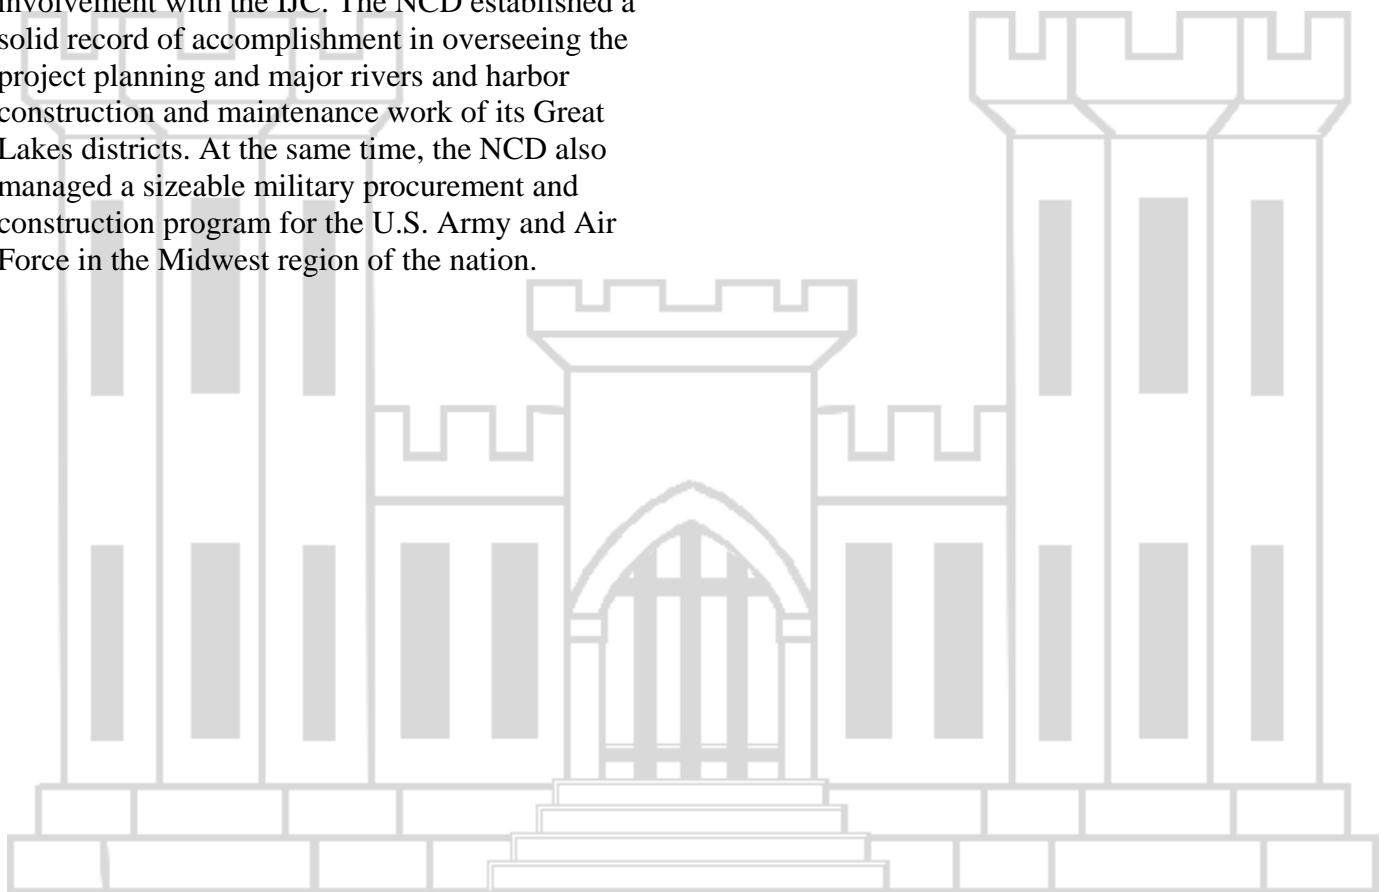 involvement with the IJC. The NCD established a
solid record of accomplishment in overseeing the
project planning and major rivers and harbor
construction and maintenance work of its Great
Lakes districts. At the same time, the NCD also
managed a sizeable military procurement and
construction program for the U.S. Army and Air
Force in the Midwest region of the nation.